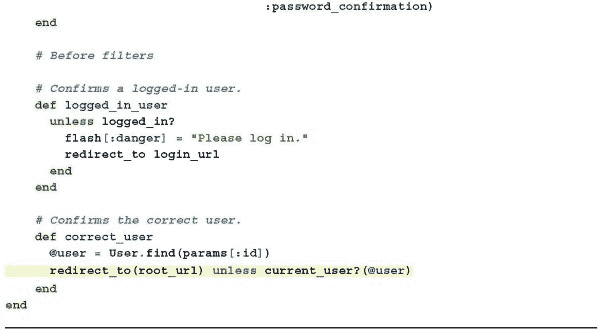 :password_confirmation)
end
# Before filters
# Confirms a logged-in user.
def logged_in_user
unless logged_in?
flash[:danger] = "Please log in."
redirect_to login_url
end
end
# Confirms the correct user.
def correct_user
@user = User.find(params[:id])
redirect_to(root_url) unless current_user?(@user)
end
end